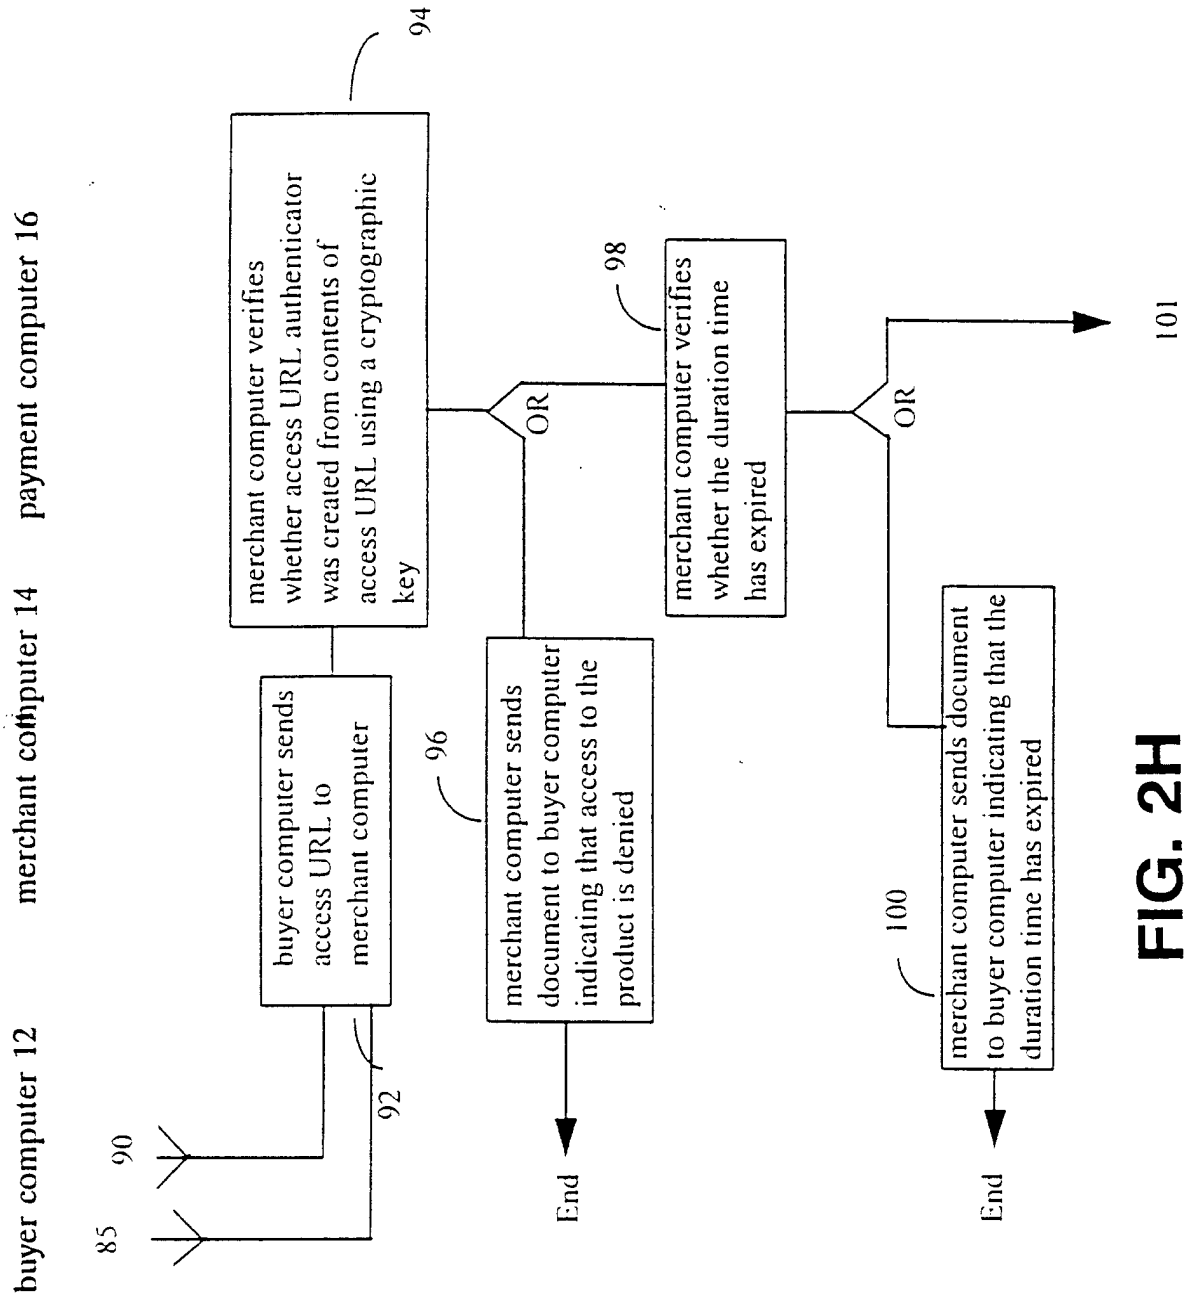 buyer computer 12
merchant computer 14
payment computer 16
85
90
92
buyer computer sends
access URL to
merchant computer
94
merchant computer verifies
whether access URL authenticator
was created from contents of
access URL using a cryptographic
key
OR
96
merchant computer sends
document to buyer computer
indicating that access to the
product is denied
End
98
merchant computer verifies
whether the duration time
has expired
OR
100
merchant computer sends document
to buyer computer indicating that the
duration time has expired
End
101
FIG. 2H